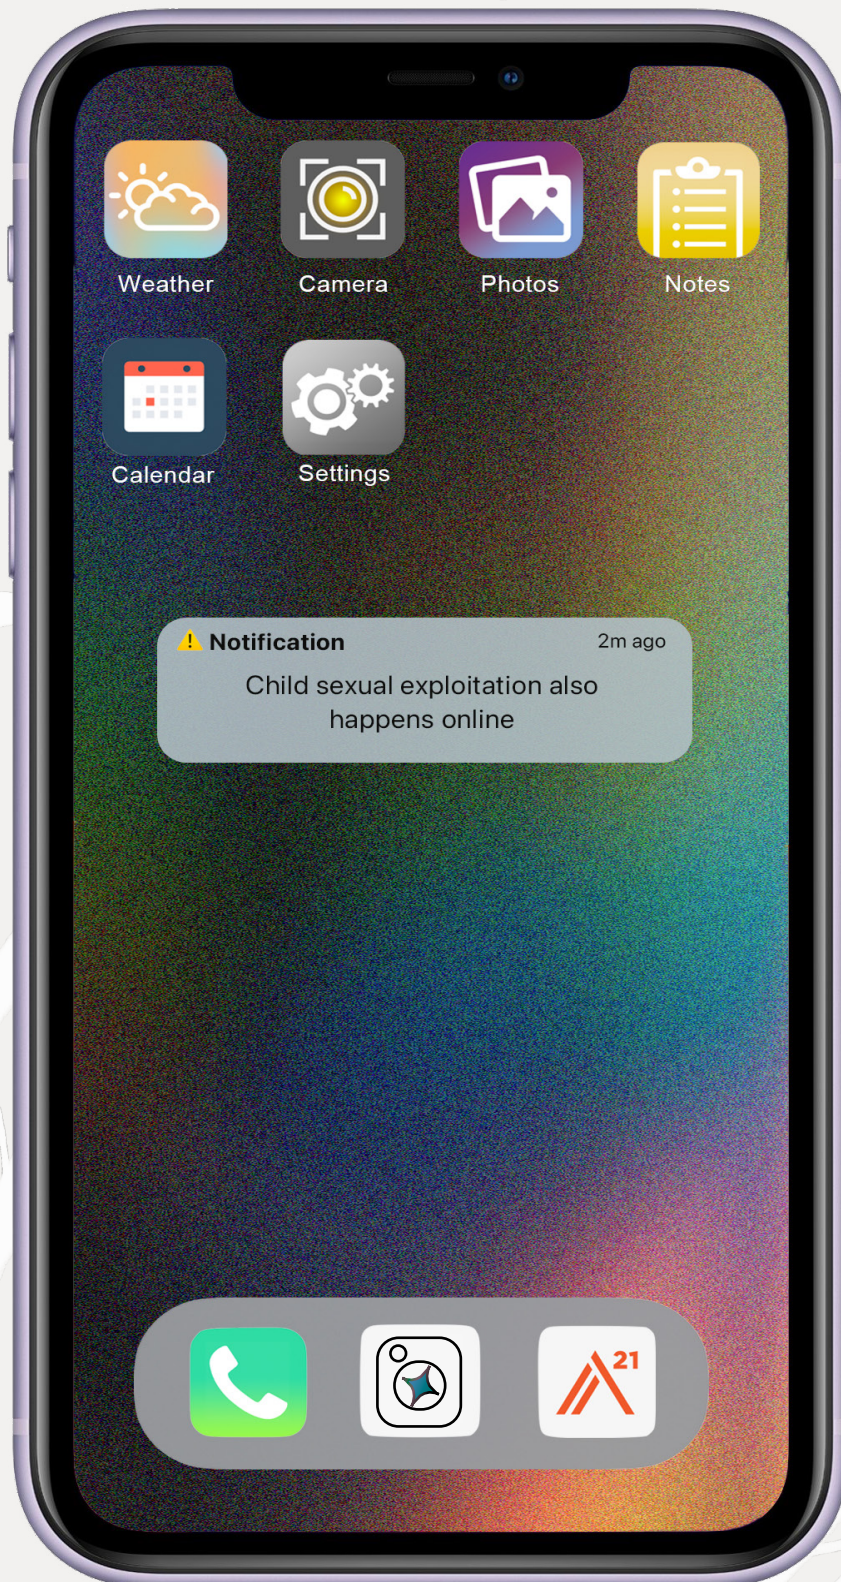 Weather Camera Photos Notes
Calendar Settings
Notification 2m ago
Child sexual exploitation also
happens online
21